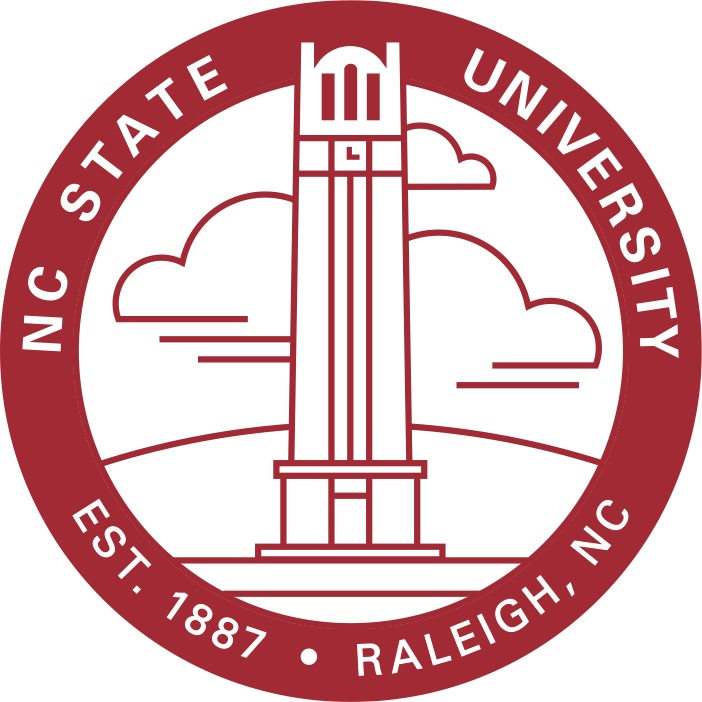 NC STATE UNIVERSITY
EST. 1887 • RALEIGH, NC